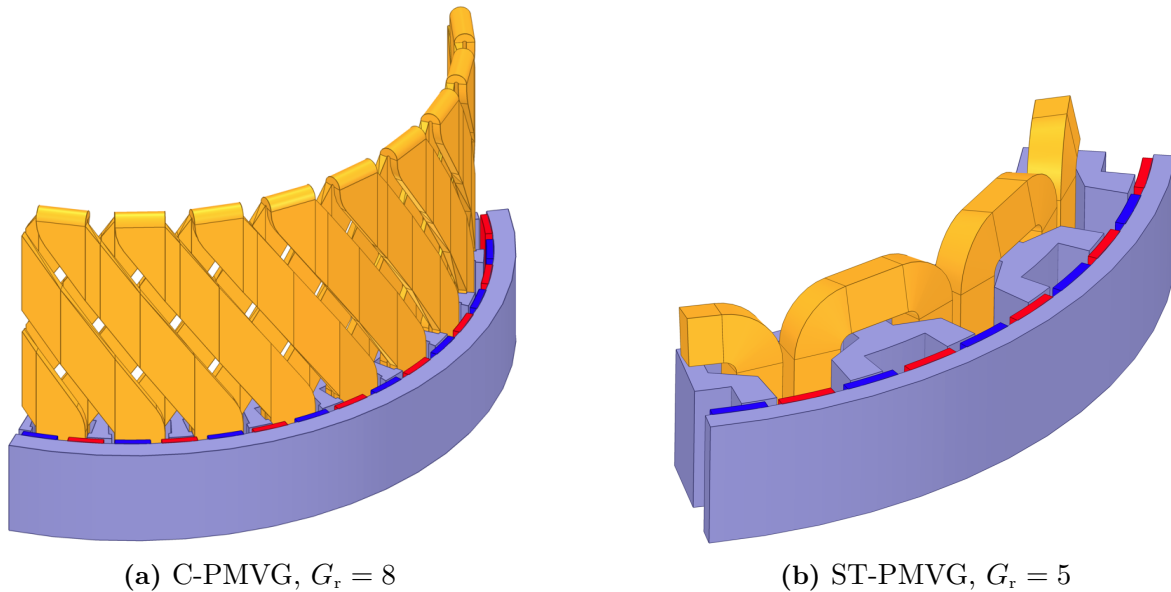 (a) C-PMVG, Gᵣ = 8
(b) ST-PMVG, Gᵣ = 5